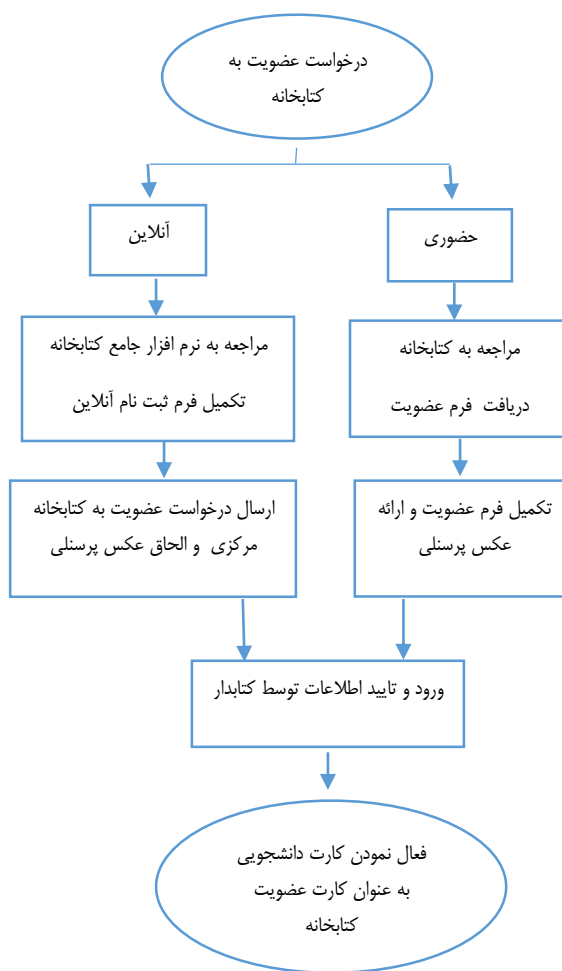 درخواست عضویت به
کتابخانه
حضوری
آنلاین
مراجعه به کتابخانه
دریافت فرم عضویت
مراجعه به نرم افزار جامع کتابخانه
تکمیل فرم ثبت نام آنلاین
تکمیل فرم عضویت و ارائه
عکس پرسنلی
ارسال درخواست عضویت به کتابخانه
مرکزی و الحاق عکس پرسنلی
ورود و تایید اطلاعات توسط کتابدار
فعال نمودن کارت دانشجویی
به عنوان کارت عضویت
کتابخانه